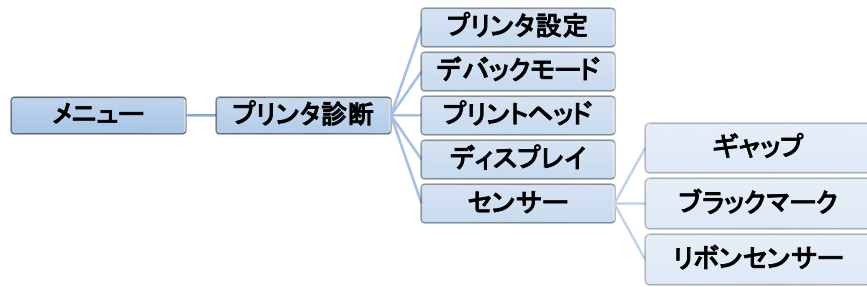 メニュー
プリンタ診断
プリンタ設定
デバックモード
プリントヘッド
ディスプレイ
センサー
ギャップ
ブラックマーク
リボンセンサー